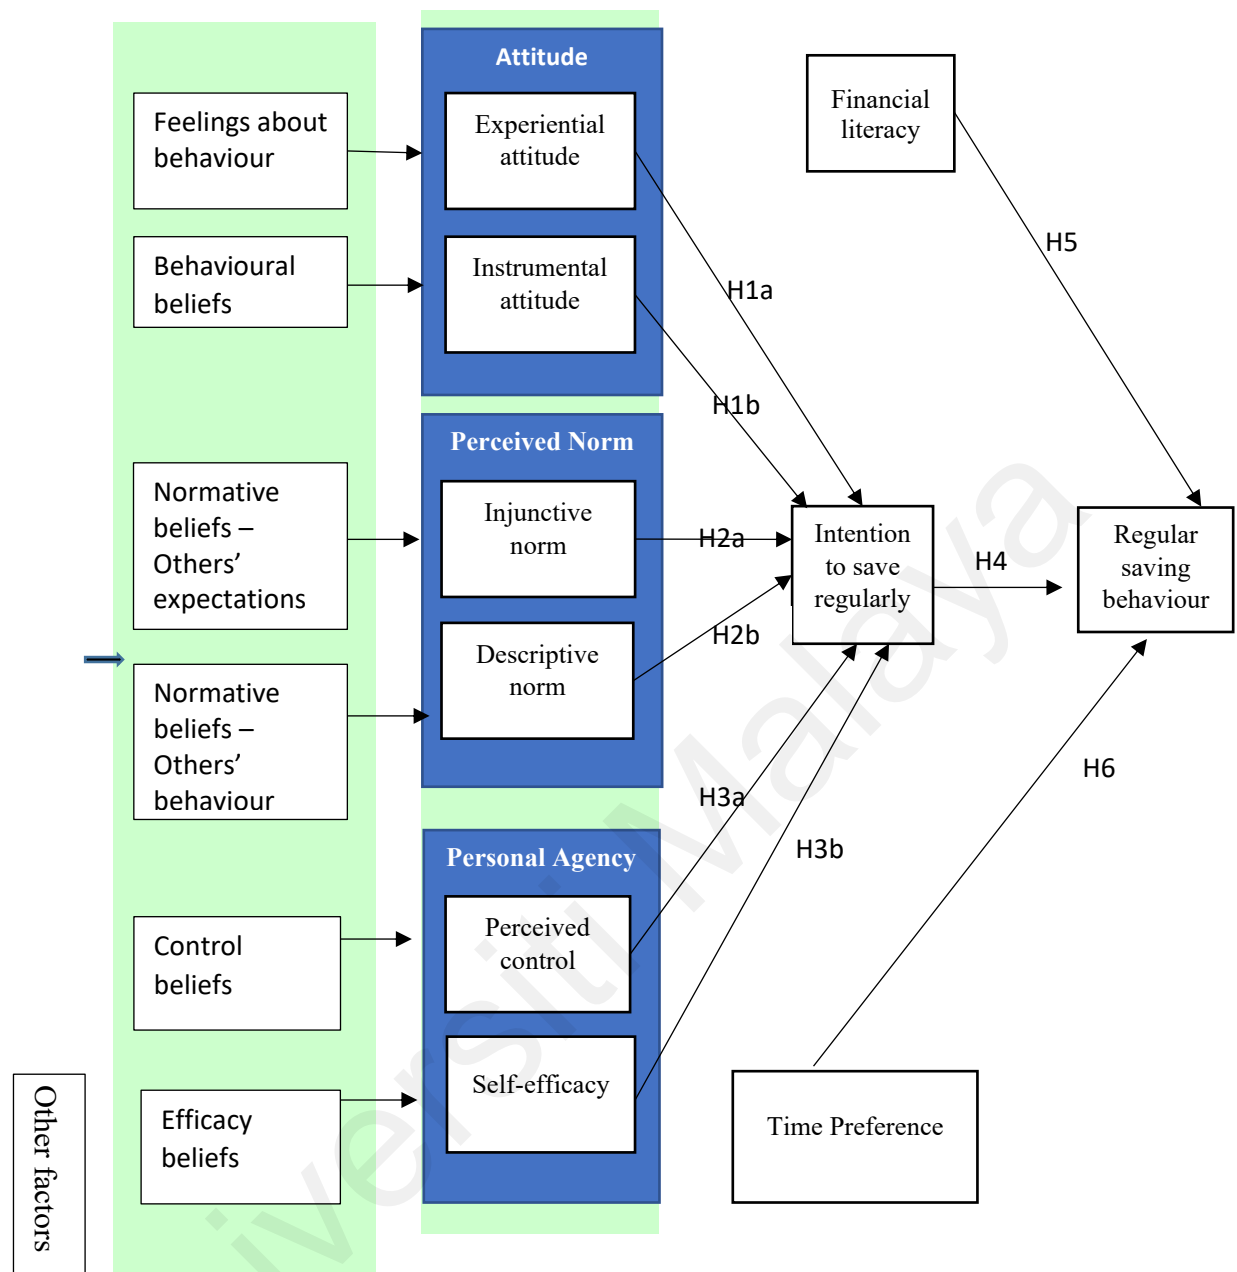 Attitude
Feelings about
behaviour
Experiential
attitude
Financial
literacy
Behavioural
beliefs
Instrumental
attitude
H5
H1a
H1b
Perceived Norm
Normative
beliefs –
Others’
expectations
Injunctive
norm
H2a
Intention
to save
regularly
H4
Regular
saving
behaviour
H2b
Descriptive
norm
Normative
beliefs –
Others’
behaviour
H6
H3a
H3b
Personal Agency
Control
beliefs
Perceived
control
Self-efficacy
Efficacy
beliefs
Time Preference
Other factors
iversiti Malaya